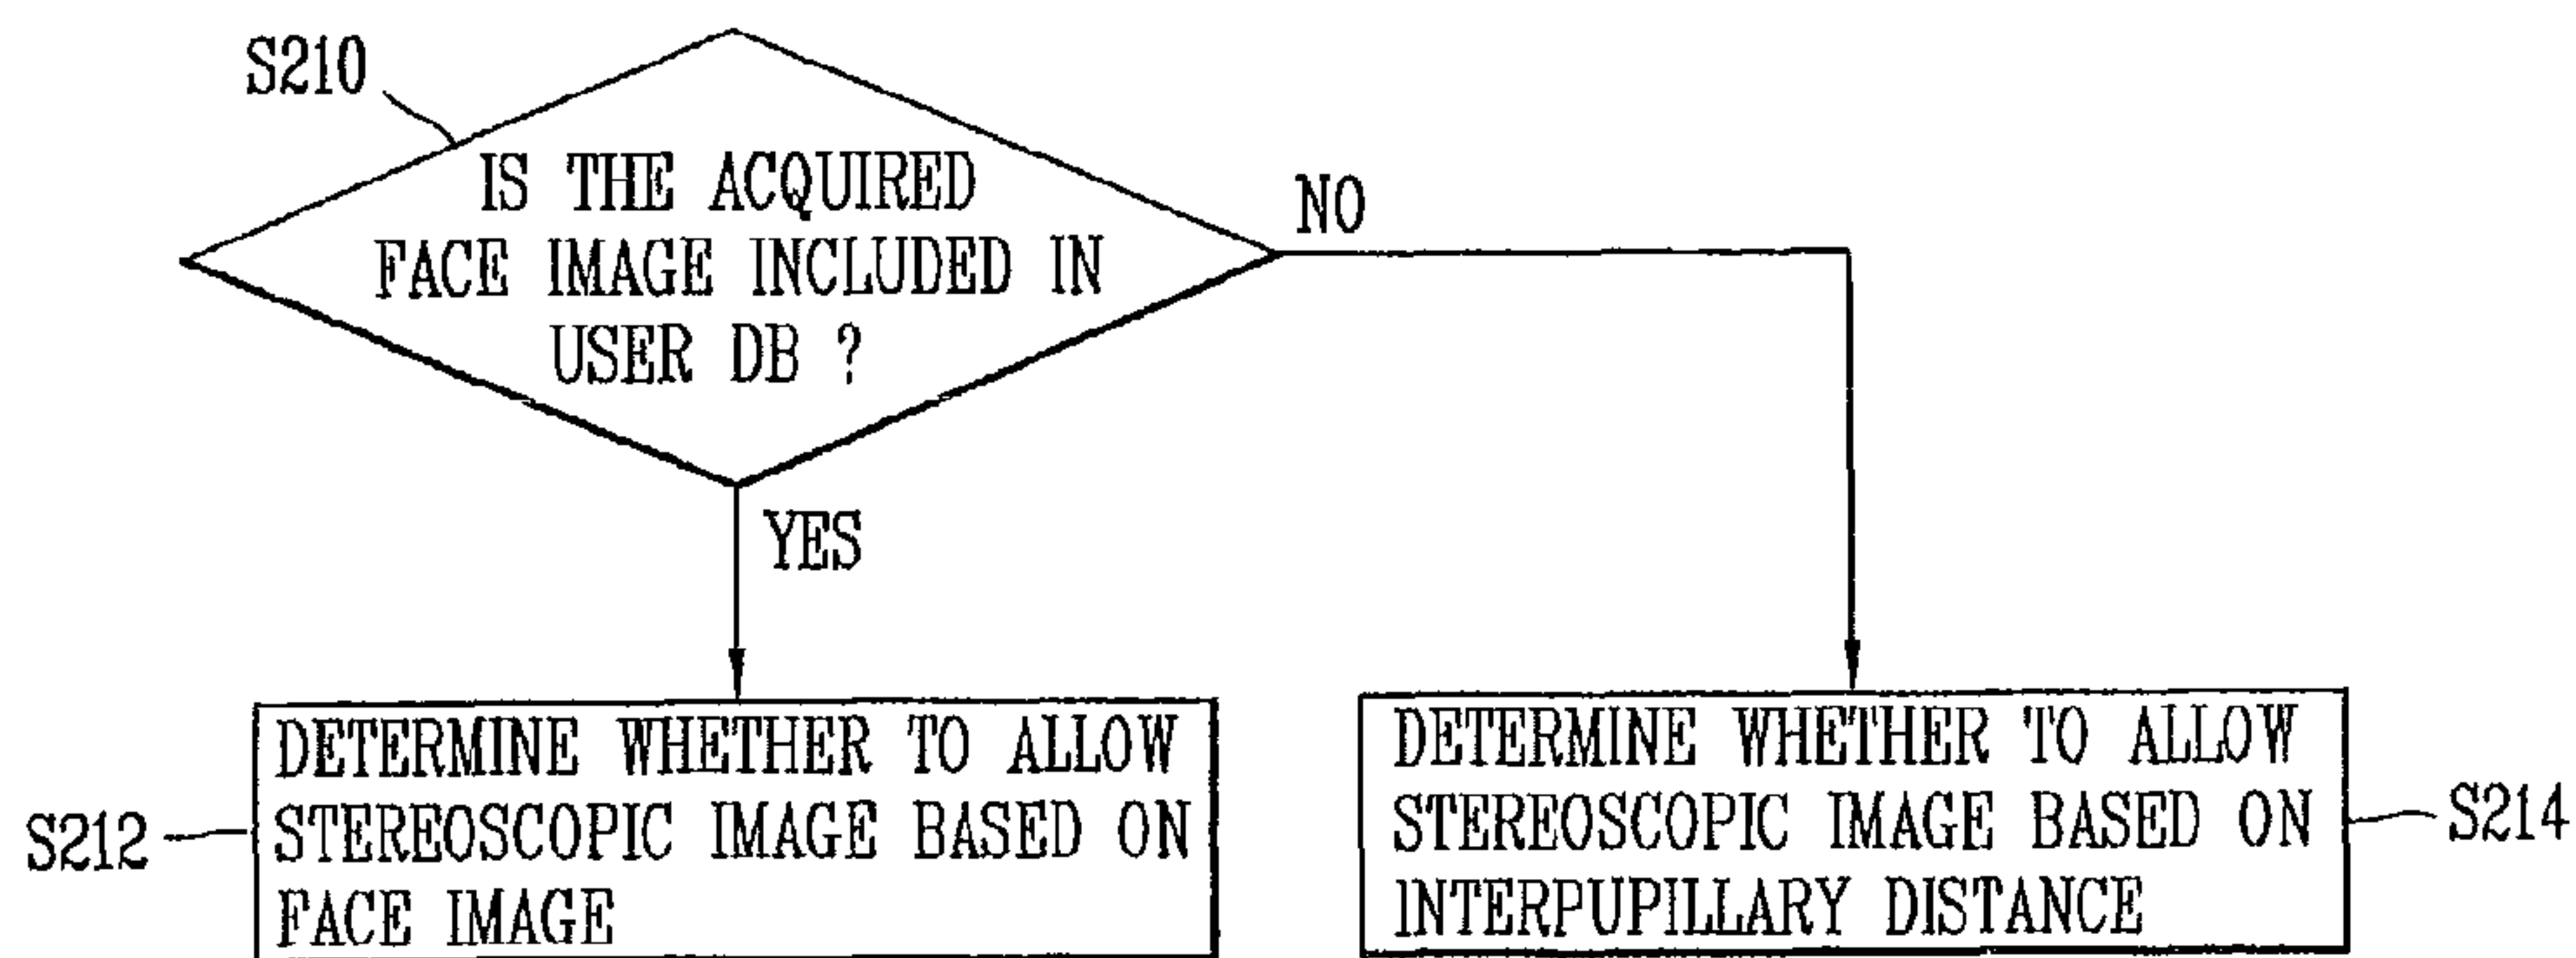 S210
IS THE ACQUIRED
FACE IMAGE INCLUDED IN
USER DB ?
NO
YES
S212
DETERMINE WHETHER TO ALLOW
STEREOSCOPIC IMAGE BASED ON
FACE IMAGE
DETERMINE WHETHER TO ALLOW
STEREOSCOPIC IMAGE BASED ON
INTERPUPILLARY DISTANCE
S214